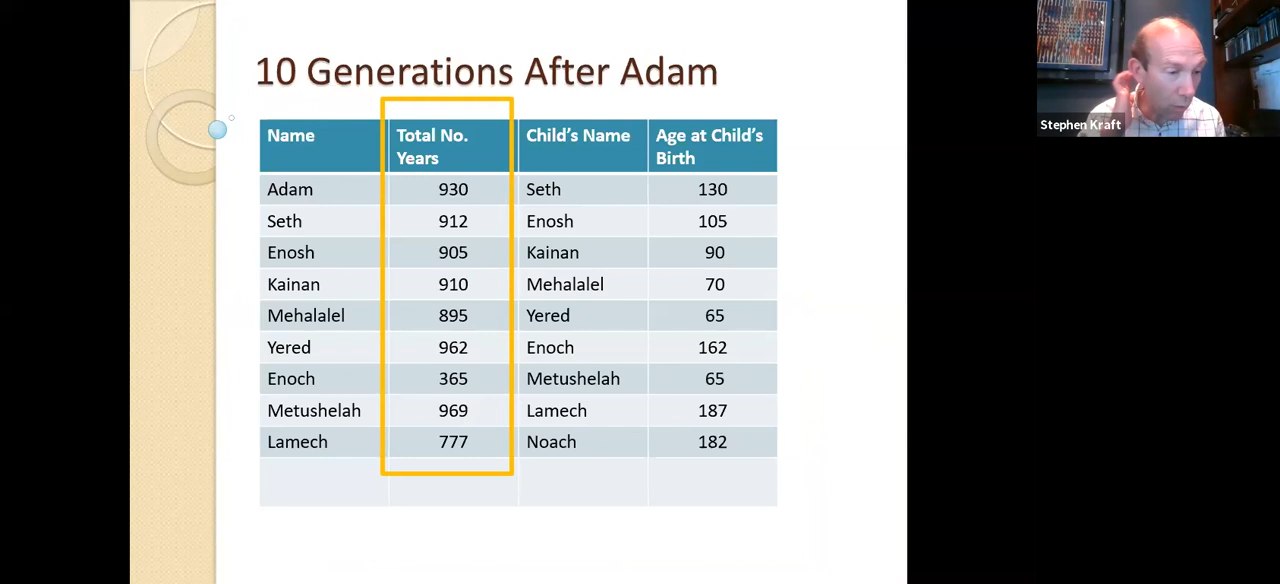 10 Generations After Adam
Name Total No. Years Child's Name Age at Child's Birth
Adam 930 Seth 130
Seth 912 Enosh 105
Enosh 905 Kainan 90
Kainan 910 Mehalalel 70
Mehalalel 895 Yered 65
Yered 962 Enoch 162
Enoch 365 Metushelah 65
Metushelah 969 Lamech 187
Lamech 777 Noach 182
Stephen Kraft